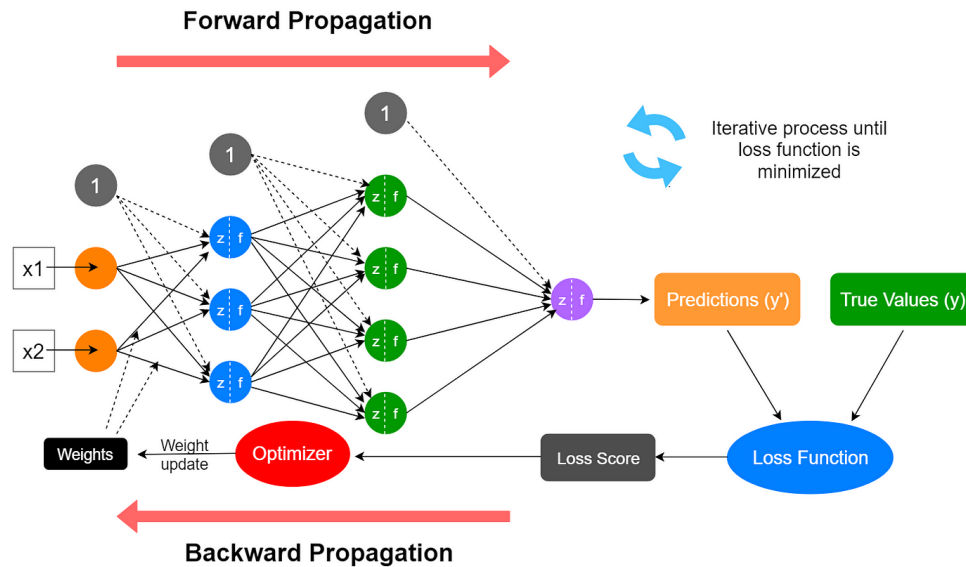 Forward Propagation
1
1
1
Iterative process until
loss function is
minimized
z f
z f
z f
z f
z f
z f
z f
z f
x1
x2
Predictions (y')
True Values (y)
Weights
Weight
update
Optimizer
Loss Score
Loss Function
Backward Propagation